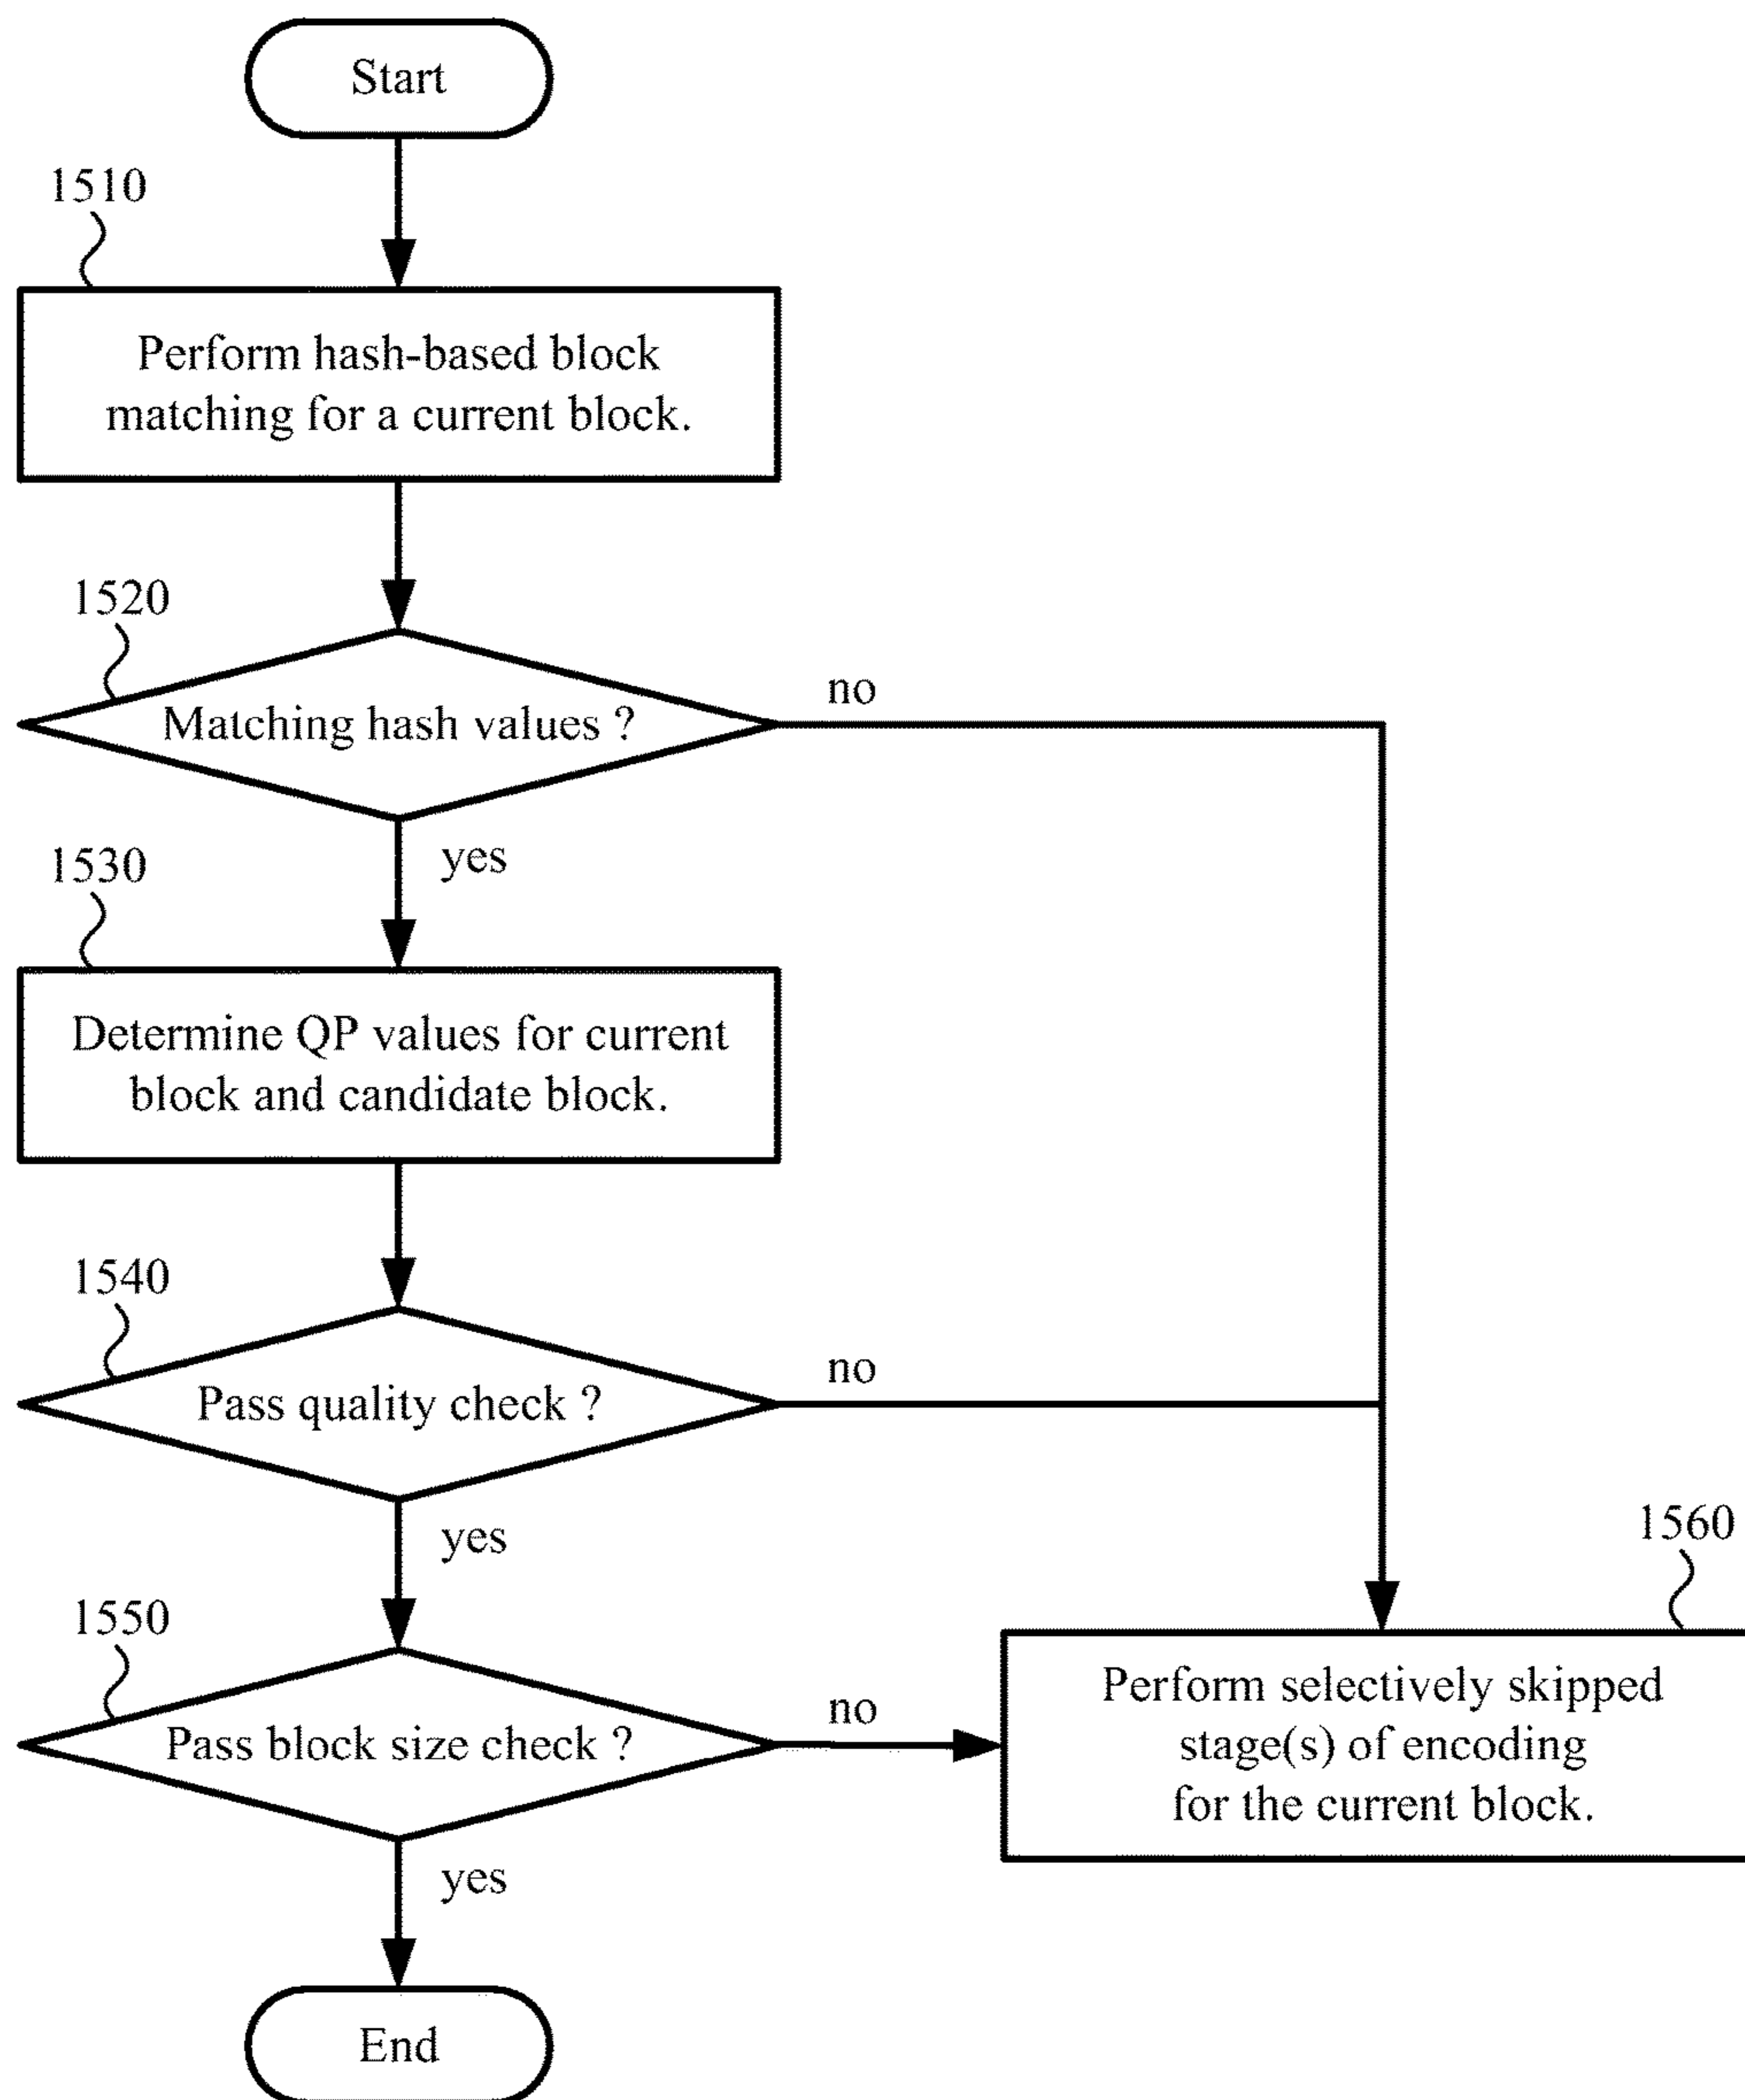 Start
1510
Perform hash-based block
matching for a current block.
1520
Matching hash values ?
no
yes
1530
Determine QP values for current
block and candidate block.
1540
Pass quality check ?
no
yes
1550
Pass block size check ?
no
yes
1560
Perform selectively skipped
stage(s) of encoding
for the current block.
End